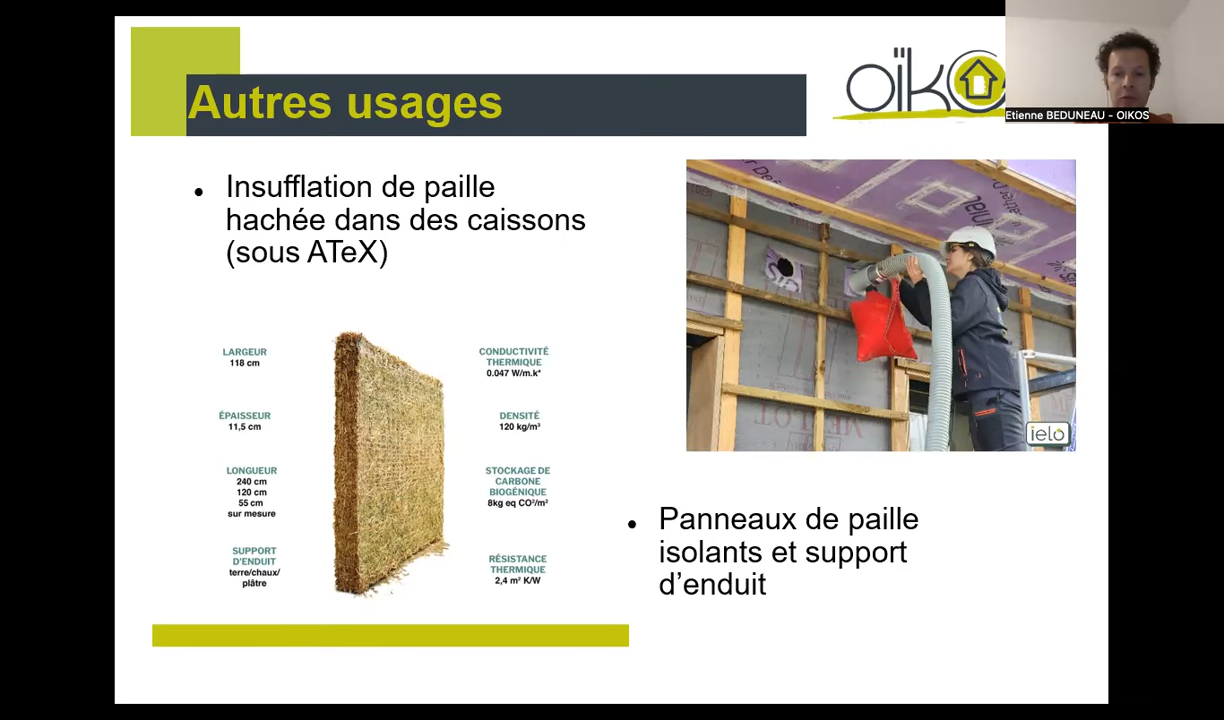 Autres usages
oïko
Etienne BEDUNEAU - OIKOS
Insufflation de paille
hachée dans des caissons
(sous ATeX)
LARGEUR
118 cm
ÉPAISSEUR
11,5 cm
LONGUEUR
240 cm
120 cm
55 cm
sur mesure
SUPPORT
D'ENDUIT
terre/chaux/
plâtre
CONDUCTIVITÉ
THERMIQUE
0.047 W/m.k*
DENSITÉ
120 kg/m³
STOCKAGE DE
CARBONE
BIOGÉNIQUE
8kg eq CO²/m²
RÉSISTANCE
THERMIQUE
2,4 m² K/W
ielo
Panneaux de paille
isolants et support
d’enduit